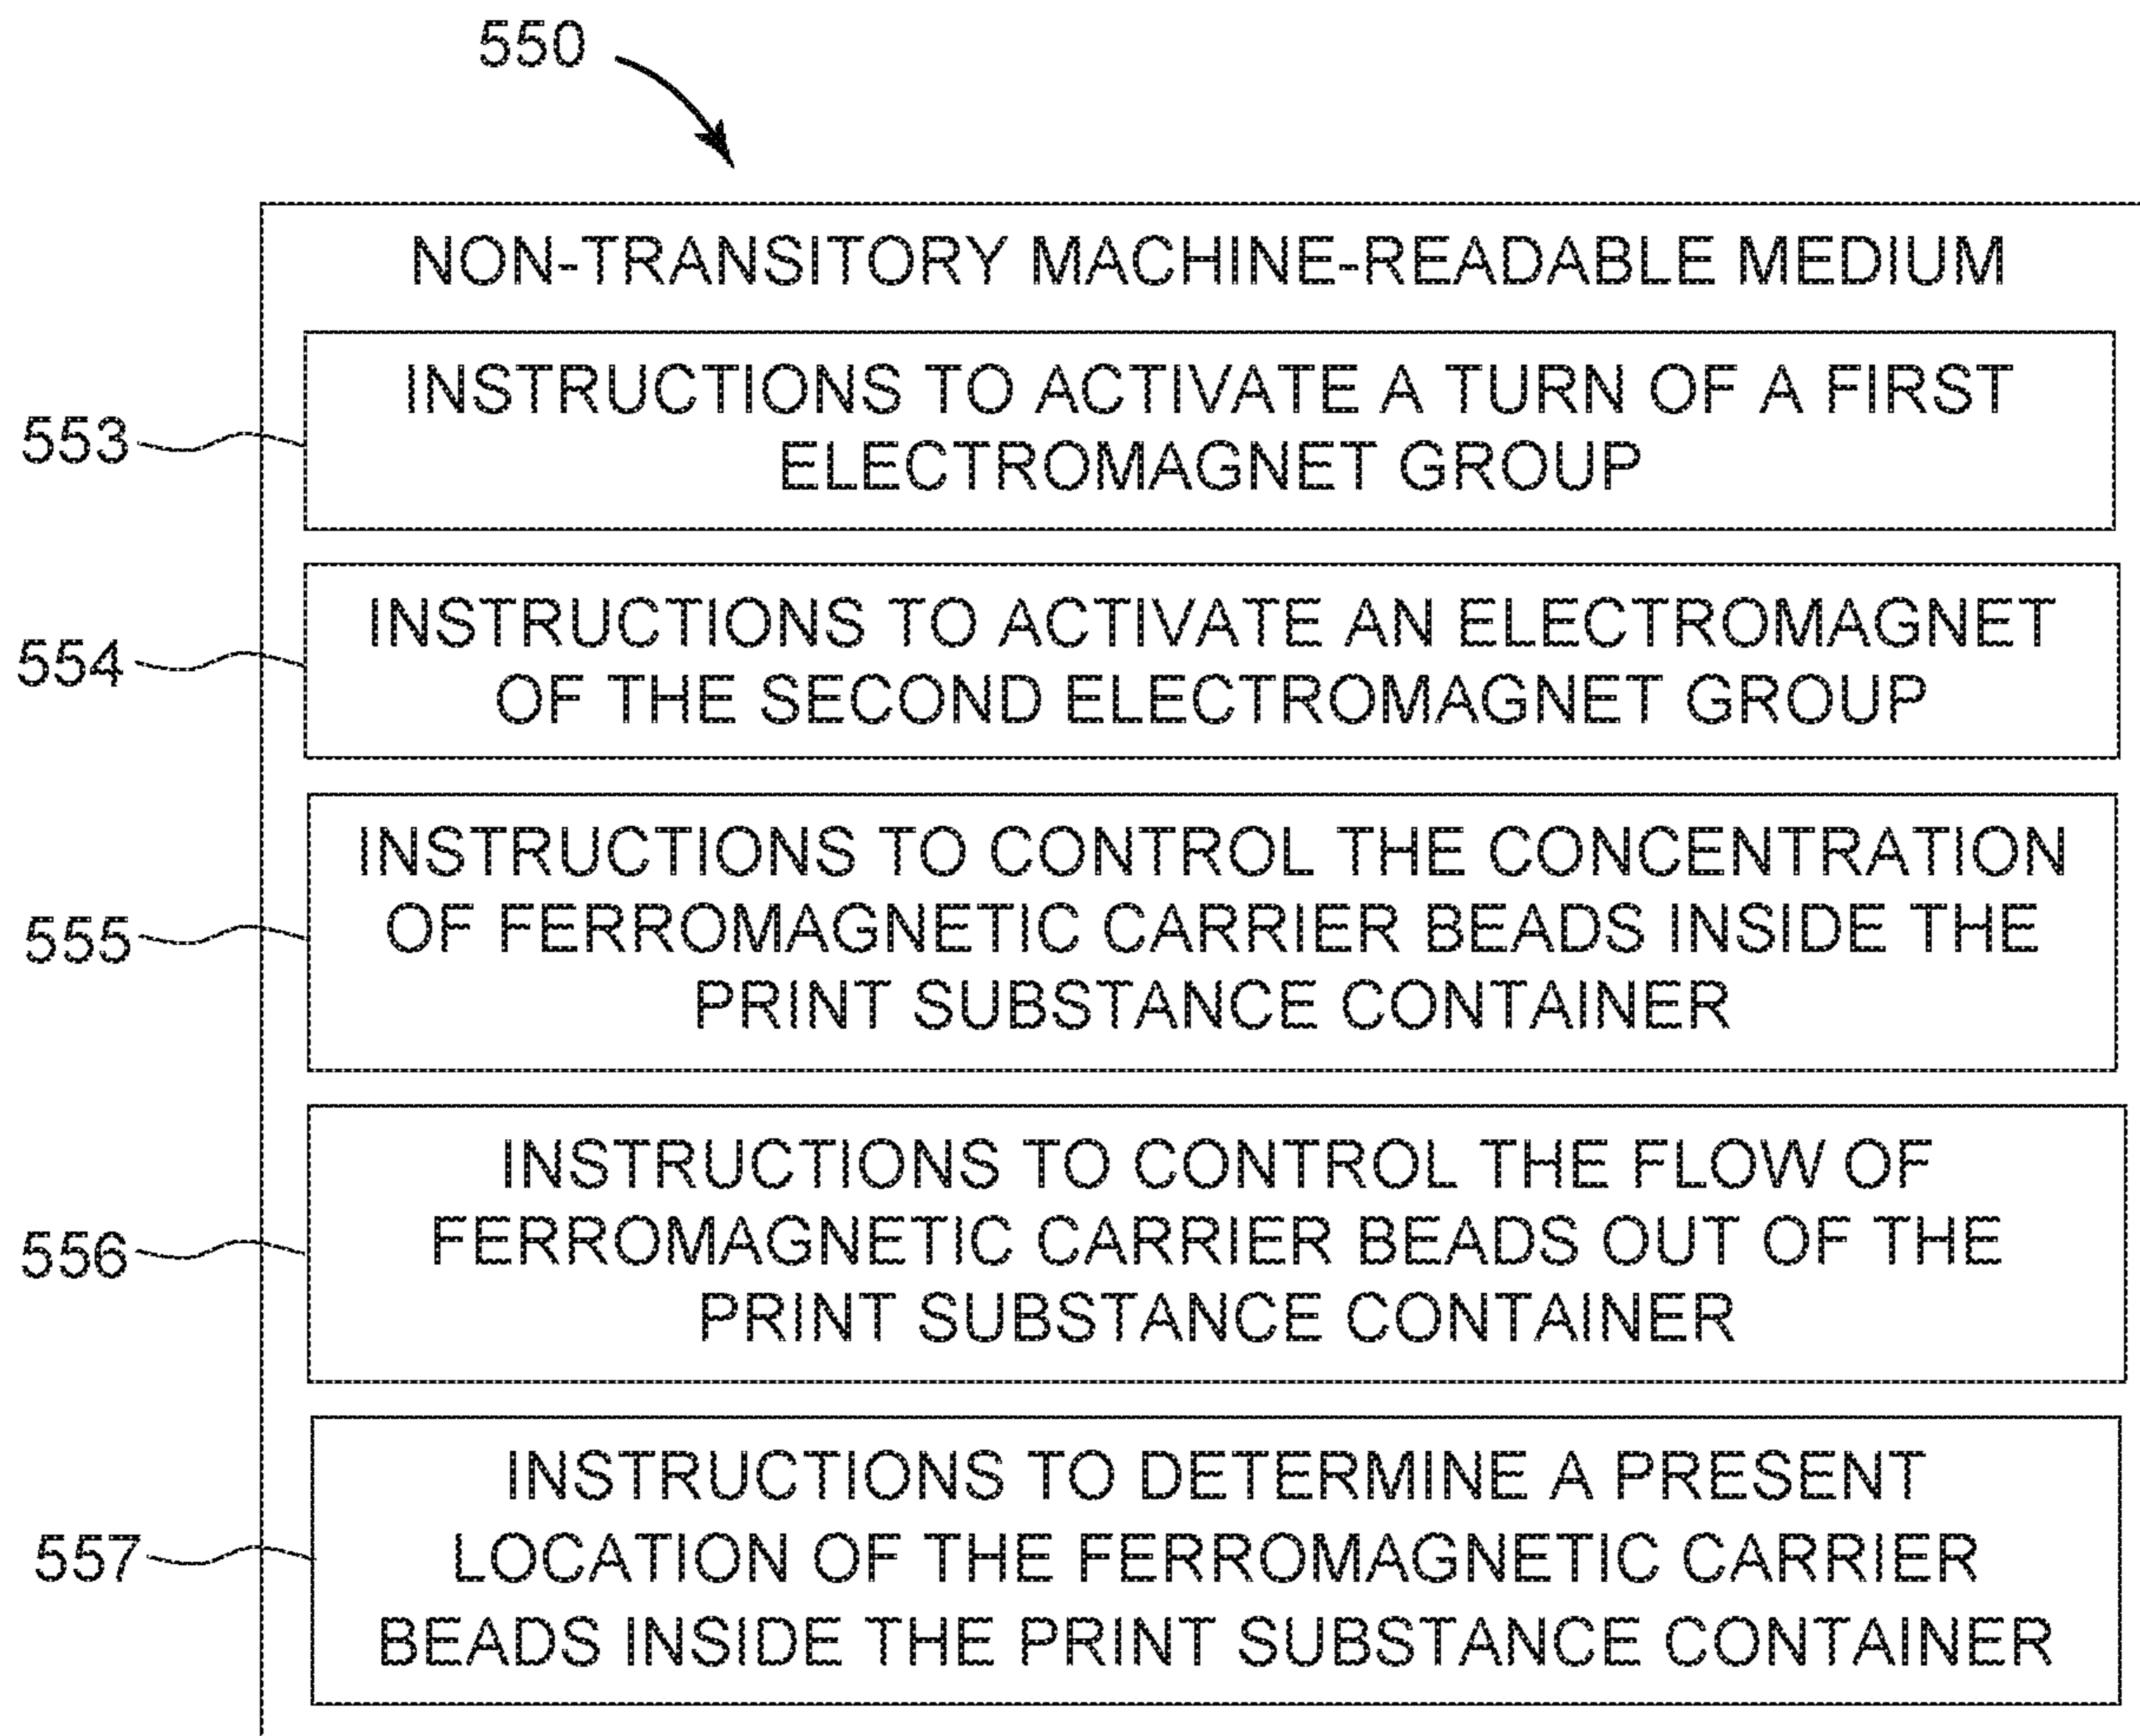 550
NON-TRANSITORY MACHINE-READABLE MEDIUM
INSTRUCTIONS TO ACTIVATE A TURN OF A FIRST
ELECTROMAGNET GROUP
553
INSTRUCTIONS TO ACTIVATE AN ELECTROMAGNET
OF THE SECOND ELECTROMAGNET GROUP
554
INSTRUCTIONS TO CONTROL THE CONCENTRATION
OF FERROMAGNETIC CARRIER BEADS INSIDE THE
PRINT SUBSTANCE CONTAINER
555
INSTRUCTIONS TO CONTROL THE FLOW OF
FERROMAGNETIC CARRIER BEADS OUT OF THE
PRINT SUBSTANCE CONTAINER
556
INSTRUCTIONS TO DETERMINE A PRESENT
LOCATION OF THE FERROMAGNETIC CARRIER
BEADS INSIDE THE PRINT SUBSTANCE CONTAINER
557